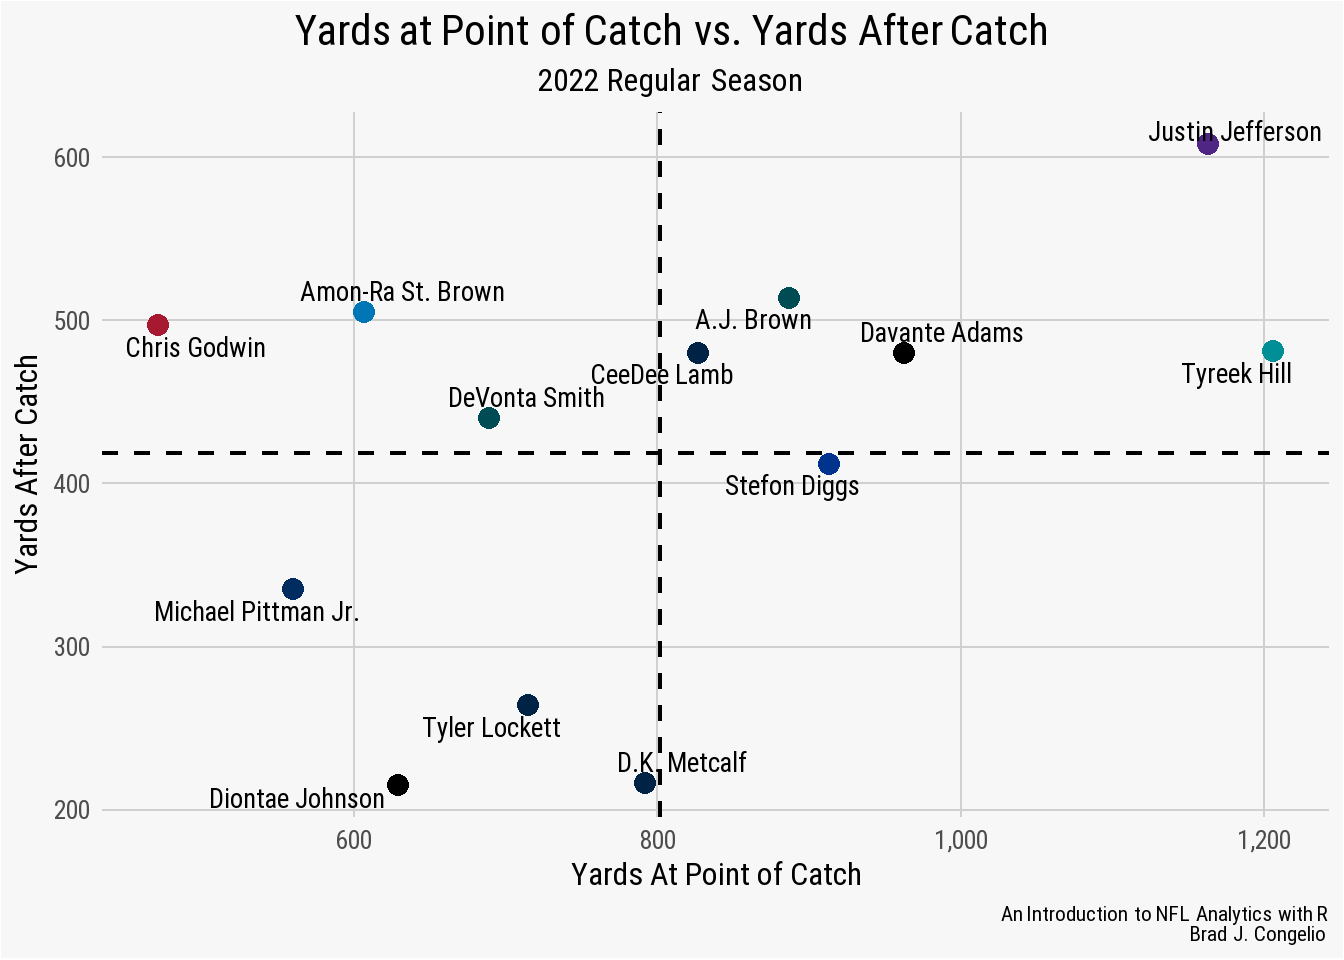 Yards at Point of Catch vs. Yards After Catch
2022 Regular Season
Justin Jefferson
600
Amon-Ra St. Brown
500
A.J. Brown
Davante Adams
Chris Godwin
CeeDee Lamb
Tyreek Hill
DeVonta Smith
Yards After Catch
400
Stefon Diggs
Michael Pittman Jr.
300
Tyler Lockett
D.K. Metcalf
Diontae Johnson
200
600 800 1,000 1,200
Yards At Point of Catch
An Introduction to NFL Analytics with R
Brad J. Congelio